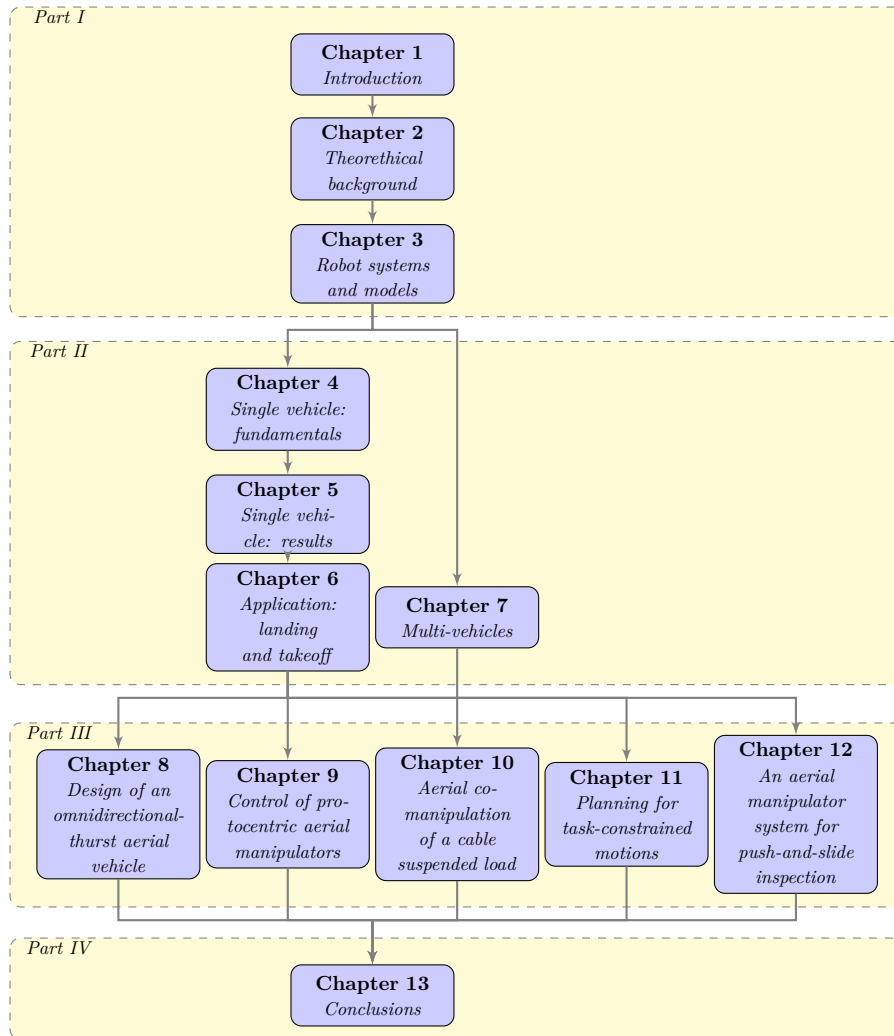 Part I
Chapter 1
Introduction
Chapter 2
Theorethical
background
Chapter 3
Robot systems
and models
Part II
Chapter 4
Single vehicle:
fundamentals
Chapter 5
Single vehi-
cle: results
Chapter 6
Application:
landing
and takeoff
Chapter 7
Multi-vehicles
Part III
Chapter 8
Design of an
omnidirectional-
thurst aerial
vehicle
Chapter 9
Control of pro-
tocentric aerial
manipulators
Chapter 10
Aerial co-
manipulation
of a cable
suspended load
Chapter 11
Planning for
task-constrained
motions
Chapter 12
An aerial
manipulator
system for
push-and-slide
inspection
Part IV
Chapter 13
Conclusions